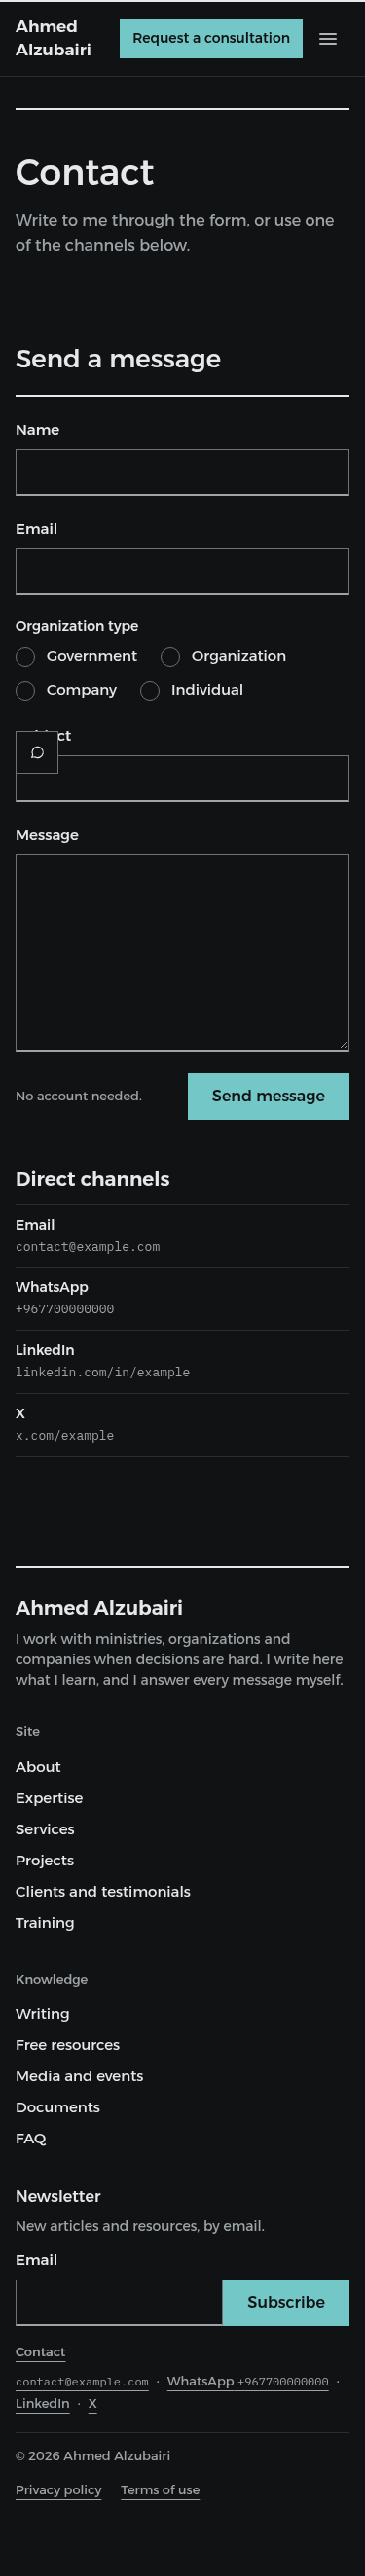 Ahmed
Alzubairi
Request a consultation
Contact
Write to me through the form, or use one
of the channels below.
Send a message
Name
Email
Organization type
Government
Organization
Company
Individual
Message
No account needed.
Send message
Direct channels
Email
contact@example.com
WhatsApp
+967700000000
LinkedIn
linkedin.com/in/example
X
x.com/example
Ahmed Alzubairi
I work with ministries, organizations and
companies when decisions are hard. I write here
what I learn, and I answer every message myself.
Site
About
Expertise
Services
Projects
Clients and testimonials
Training
Knowledge
Writing
Free resources
Media and events
Documents
FAQ
Newsletter
New articles and resources, by email.
Email
Subscribe
Contact
contact@example.com · WhatsApp +967700000000 ·
LinkedIn · X
© 2026 Ahmed Alzubairi
Privacy policy Terms of use